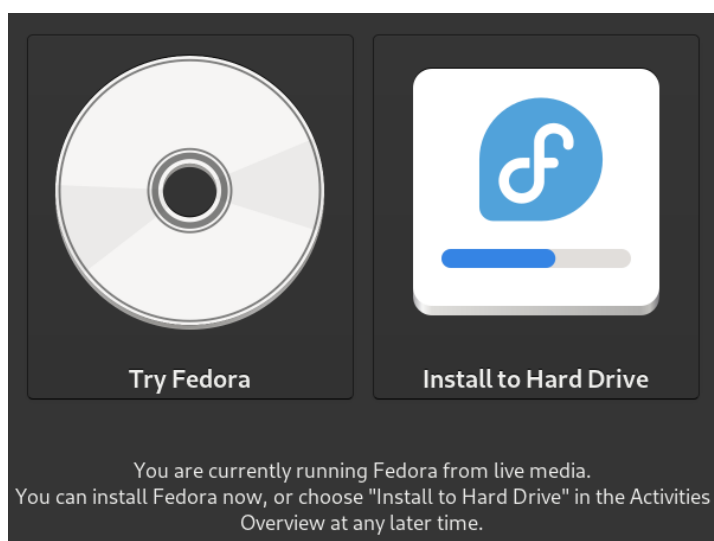 Try Fedora
Install to Hard Drive
You are currently running Fedora from live media.
You can install Fedora now, or choose "Install to Hard Drive" in the Activities
Overview at any later time.